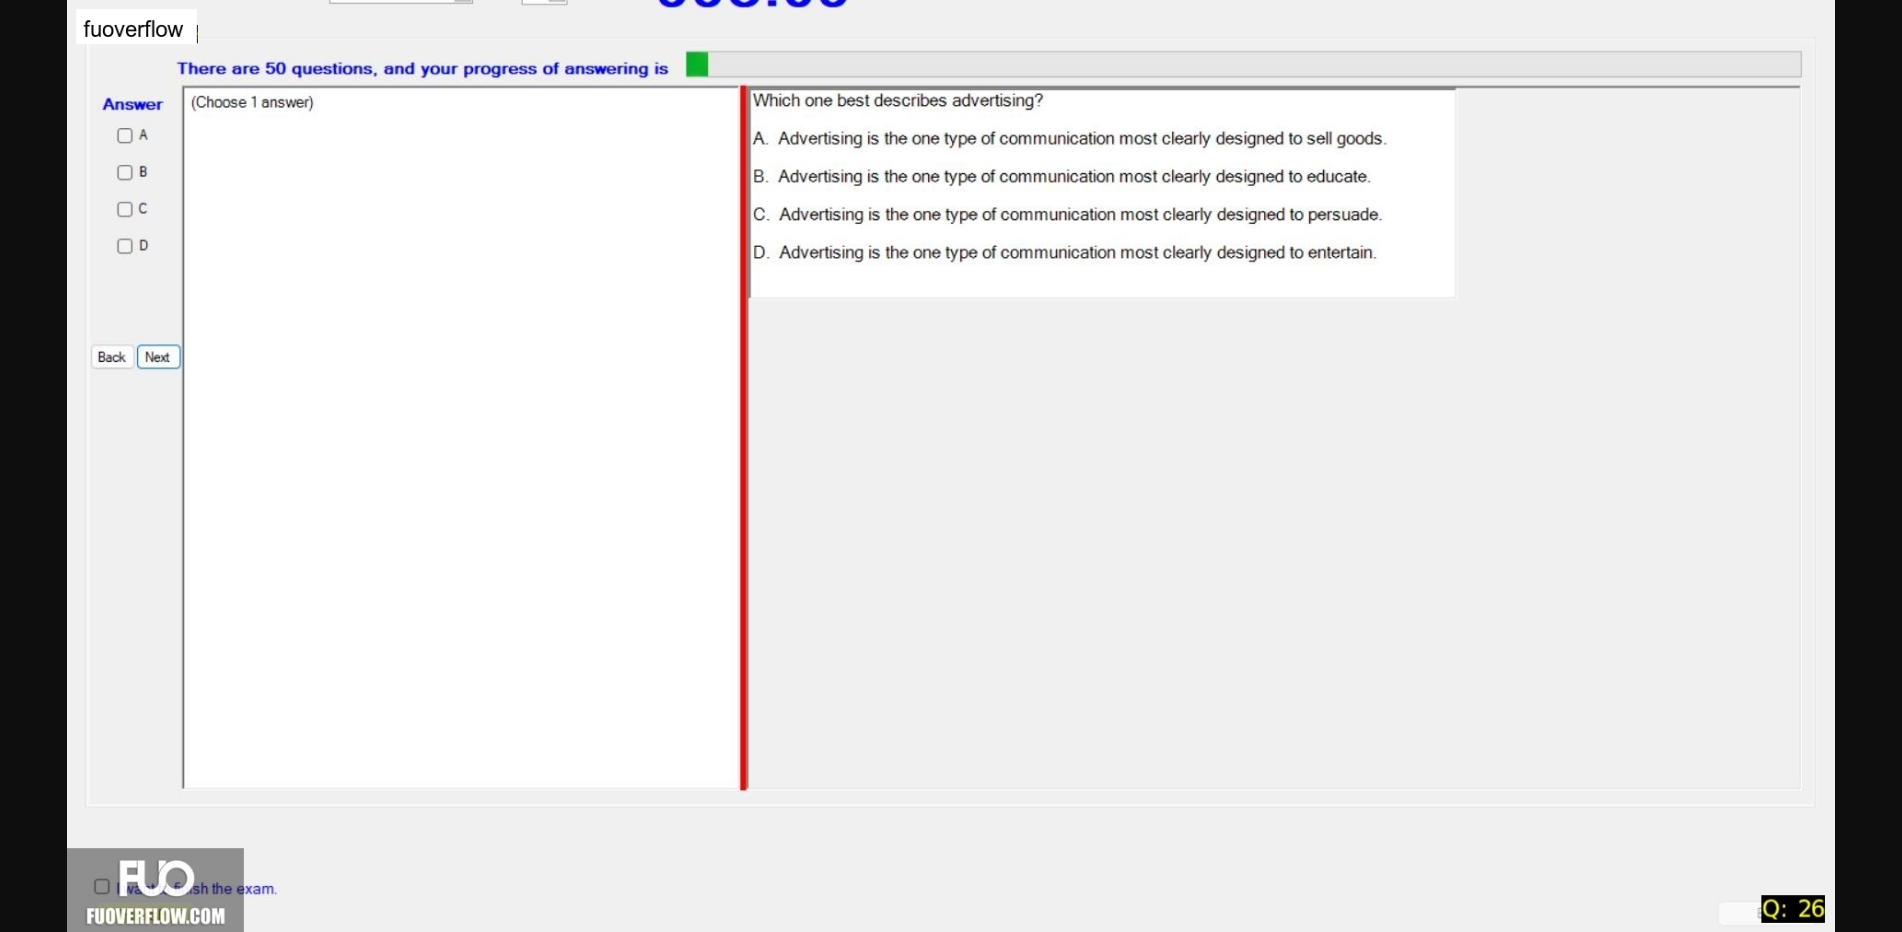 fuoverflow
There are 50 questions, and your progress of answering is
Answer
(Choose 1 answer)
A
B
C
D
Back Next
Which one best describes advertising?
A. Advertising is the one type of communication most clearly designed to sell goods.
B. Advertising is the one type of communication most clearly designed to educate.
C. Advertising is the one type of communication most clearly designed to persuade.
D. Advertising is the one type of communication most clearly designed to entertain.
I want finish the exam.
FUO
FUOVERFLOW.COM
Q: 26